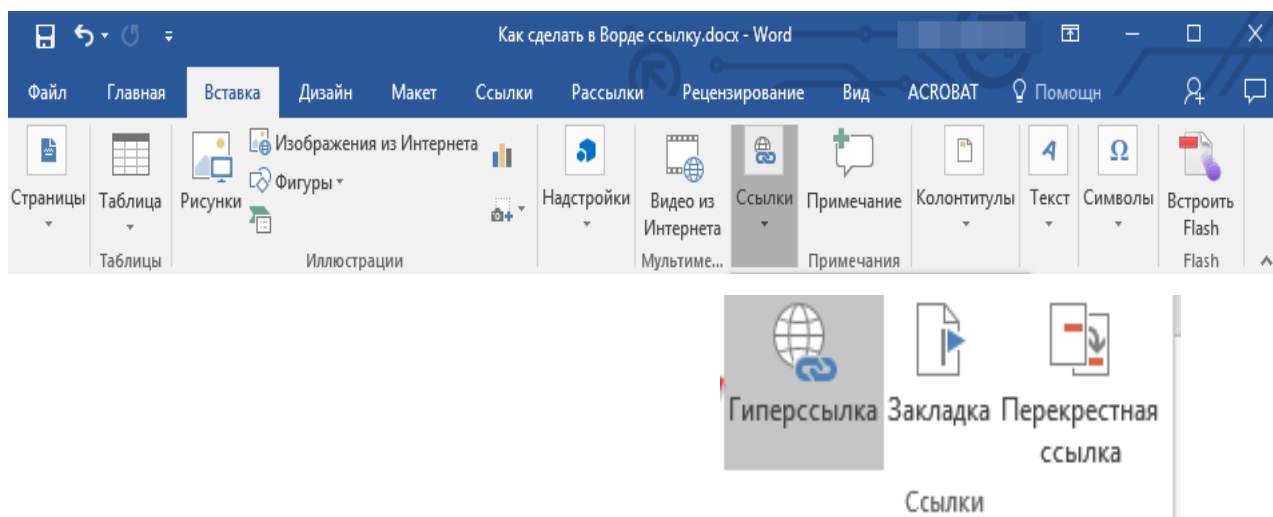 Как сделать в Ворде ссылку.docx - Word
Файл Главная Вставка Дизайн Макет Ссылки Рассылки Рецензирование Вид ACROBAT Помощн
Изображения из Интернета
Фигуры
Страницы Таблица Рисунки Надстройки Видео из Интернета Ссылки Примечание Колонтитулы Текст Символы Встроить Flash
Таблицы Иллюстрации Мультиме... Примечания Flash
Гиперссылка Закладка Перекрестная
ссылка
Ссылки